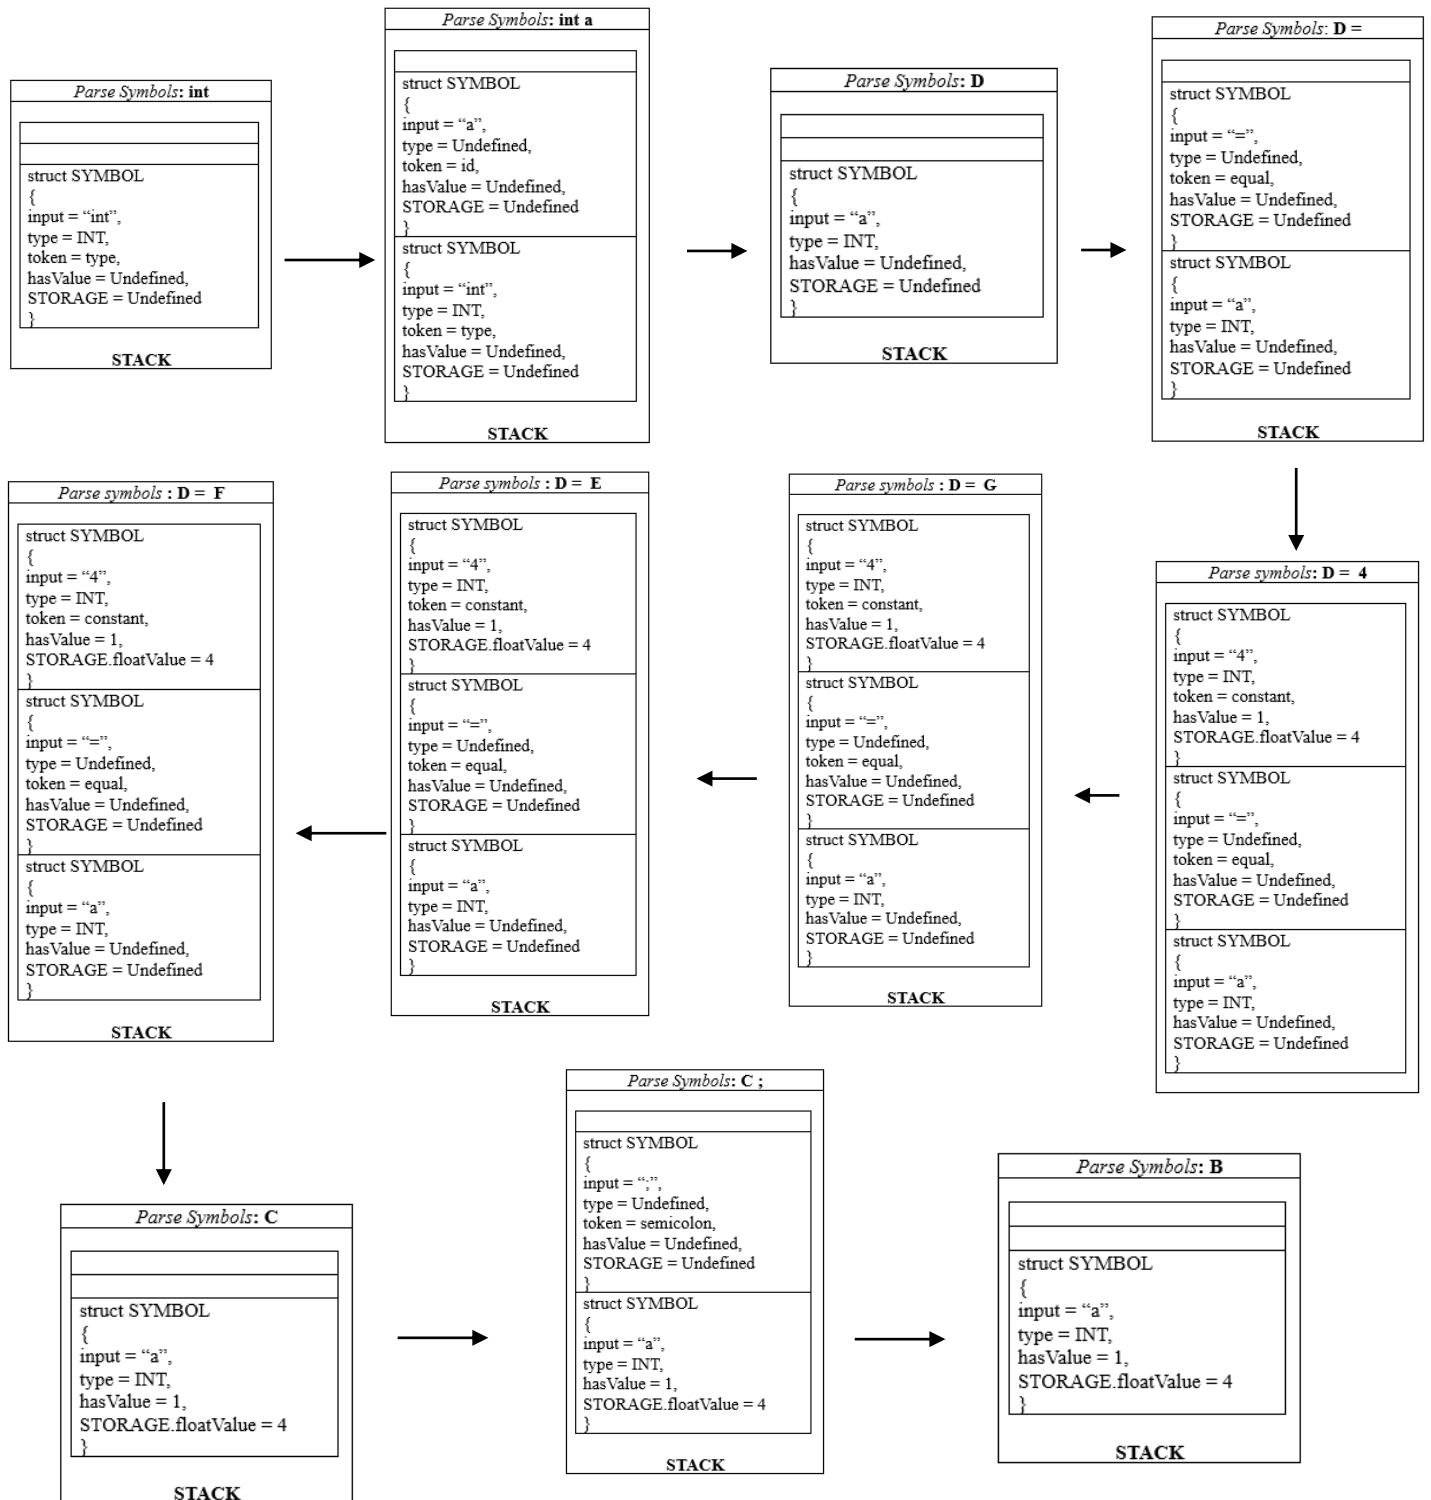 Parse Symbols: int
struct SYMBOL
{
input = “int”,
type = INT,
token = type,
hasValue = Undefined,
STORAGE = Undefined
}
STACK
Parse Symbols: int a
struct SYMBOL
{
input = “a”,
type = Undefined,
token = id,
hasValue = Undefined,
STORAGE = Undefined
}
struct SYMBOL
{
input = “int”,
type = INT,
token = type,
hasValue = Undefined,
STORAGE = Undefined
}
STACK
Parse Symbols: D
struct SYMBOL
{
input = “a”,
type = INT,
hasValue = Undefined,
STORAGE = Undefined
}
STACK
Parse Symbols: D =
struct SYMBOL
{
input = “=”,
type = Undefined,
token = equal,
hasValue = Undefined,
STORAGE = Undefined
}
struct SYMBOL
{
input = “a”,
type = INT,
hasValue = Undefined,
STORAGE = Undefined
}
STACK
Parse symbols: D = 4
struct SYMBOL
{
input = “4”,
type = INT,
token = constant,
hasValue = 1,
STORAGE.floatValue = 4
}
struct SYMBOL
{
input = “=”,
type = Undefined,
token = equal,
hasValue = Undefined,
STORAGE = Undefined
}
struct SYMBOL
{
input = “a”,
type = INT,
hasValue = Undefined,
STORAGE = Undefined
}
Parse symbols : D = G
struct SYMBOL
{
input = “4”,
type = INT,
token = constant,
hasValue = 1,
STORAGE.floatValue = 4
}
struct SYMBOL
{
input = “=”,
type = Undefined,
token = equal,
hasValue = Undefined,
STORAGE = Undefined
}
struct SYMBOL
{
input = “a”,
type = INT,
hasValue = Undefined,
STORAGE = Undefined
}
STACK
Parse symbols : D = E
struct SYMBOL
{
input = “4”,
type = INT,
token = constant,
hasValue = 1,
STORAGE.floatValue = 4
}
struct SYMBOL
{
input = “=”,
type = Undefined,
token = equal,
hasValue = Undefined,
STORAGE = Undefined
}
struct SYMBOL
{
input = “a”,
type = INT,
hasValue = Undefined,
STORAGE = Undefined
}
STACK
Parse symbols : D = F
struct SYMBOL
{
input = “4”,
type = INT,
token = constant,
hasValue = 1,
STORAGE.floatValue = 4
}
struct SYMBOL
{
input = “=”,
type = Undefined,
token = equal,
hasValue = Undefined,
STORAGE = Undefined
}
struct SYMBOL
{
input = “a”,
type = INT,
hasValue = Undefined,
STORAGE = Undefined
}
STACK
Parse Symbols: C
struct SYMBOL
{
input = “a”,
type = INT,
hasValue = 1,
STORAGE.floatValue = 4
}
STACK
Parse Symbols: C ;
struct SYMBOL
{
input = “;”,
type = Undefined,
token = semicolon,
hasValue = Undefined,
STORAGE = Undefined
}
struct SYMBOL
{
input = “a”,
type = INT,
hasValue = 1,
STORAGE.floatValue = 4
}
STACK
Parse Symbols: B
struct SYMBOL
{
input = “a”,
type = INT,
hasValue = 1,
STORAGE.floatValue = 4
}
STACK